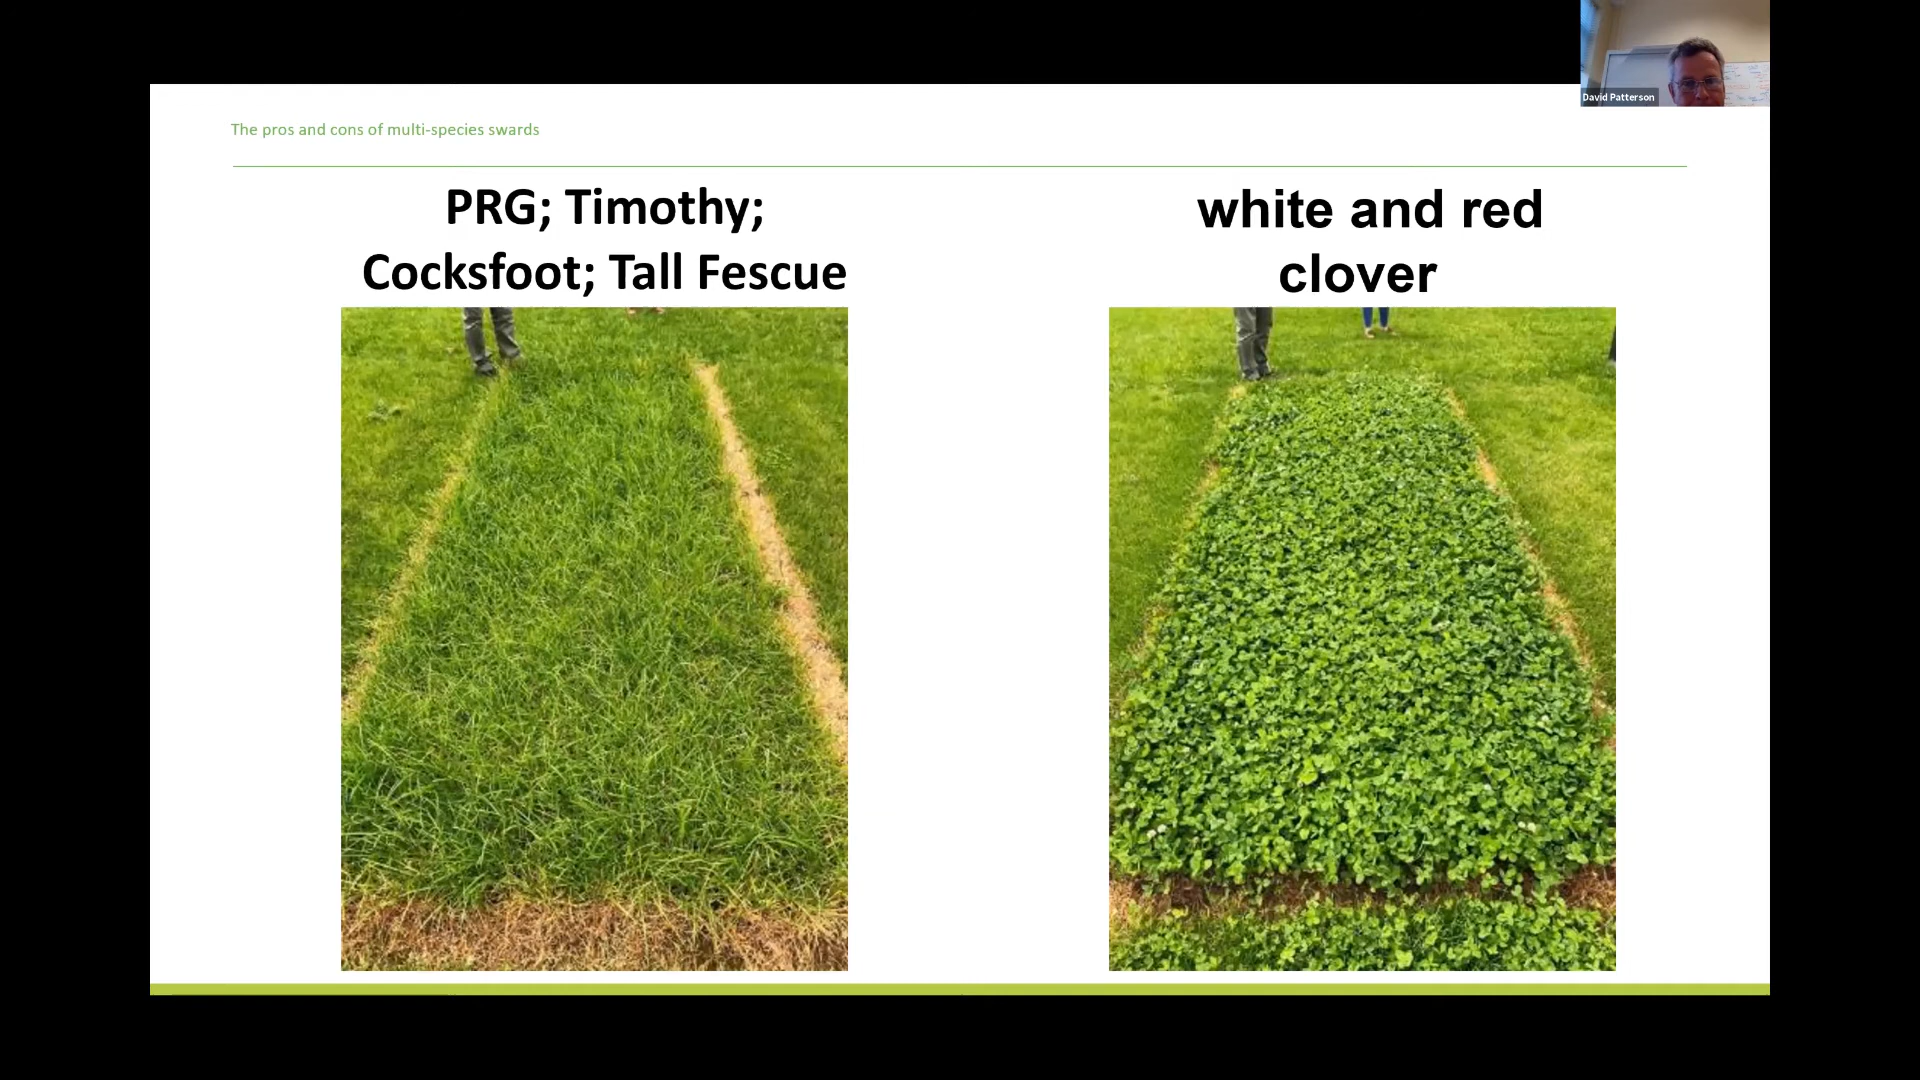 David Patterson
The pros and cons of multi-species swards
PRG; Timothy;
Cocksfoot; Tall Fescue
white and red
clover